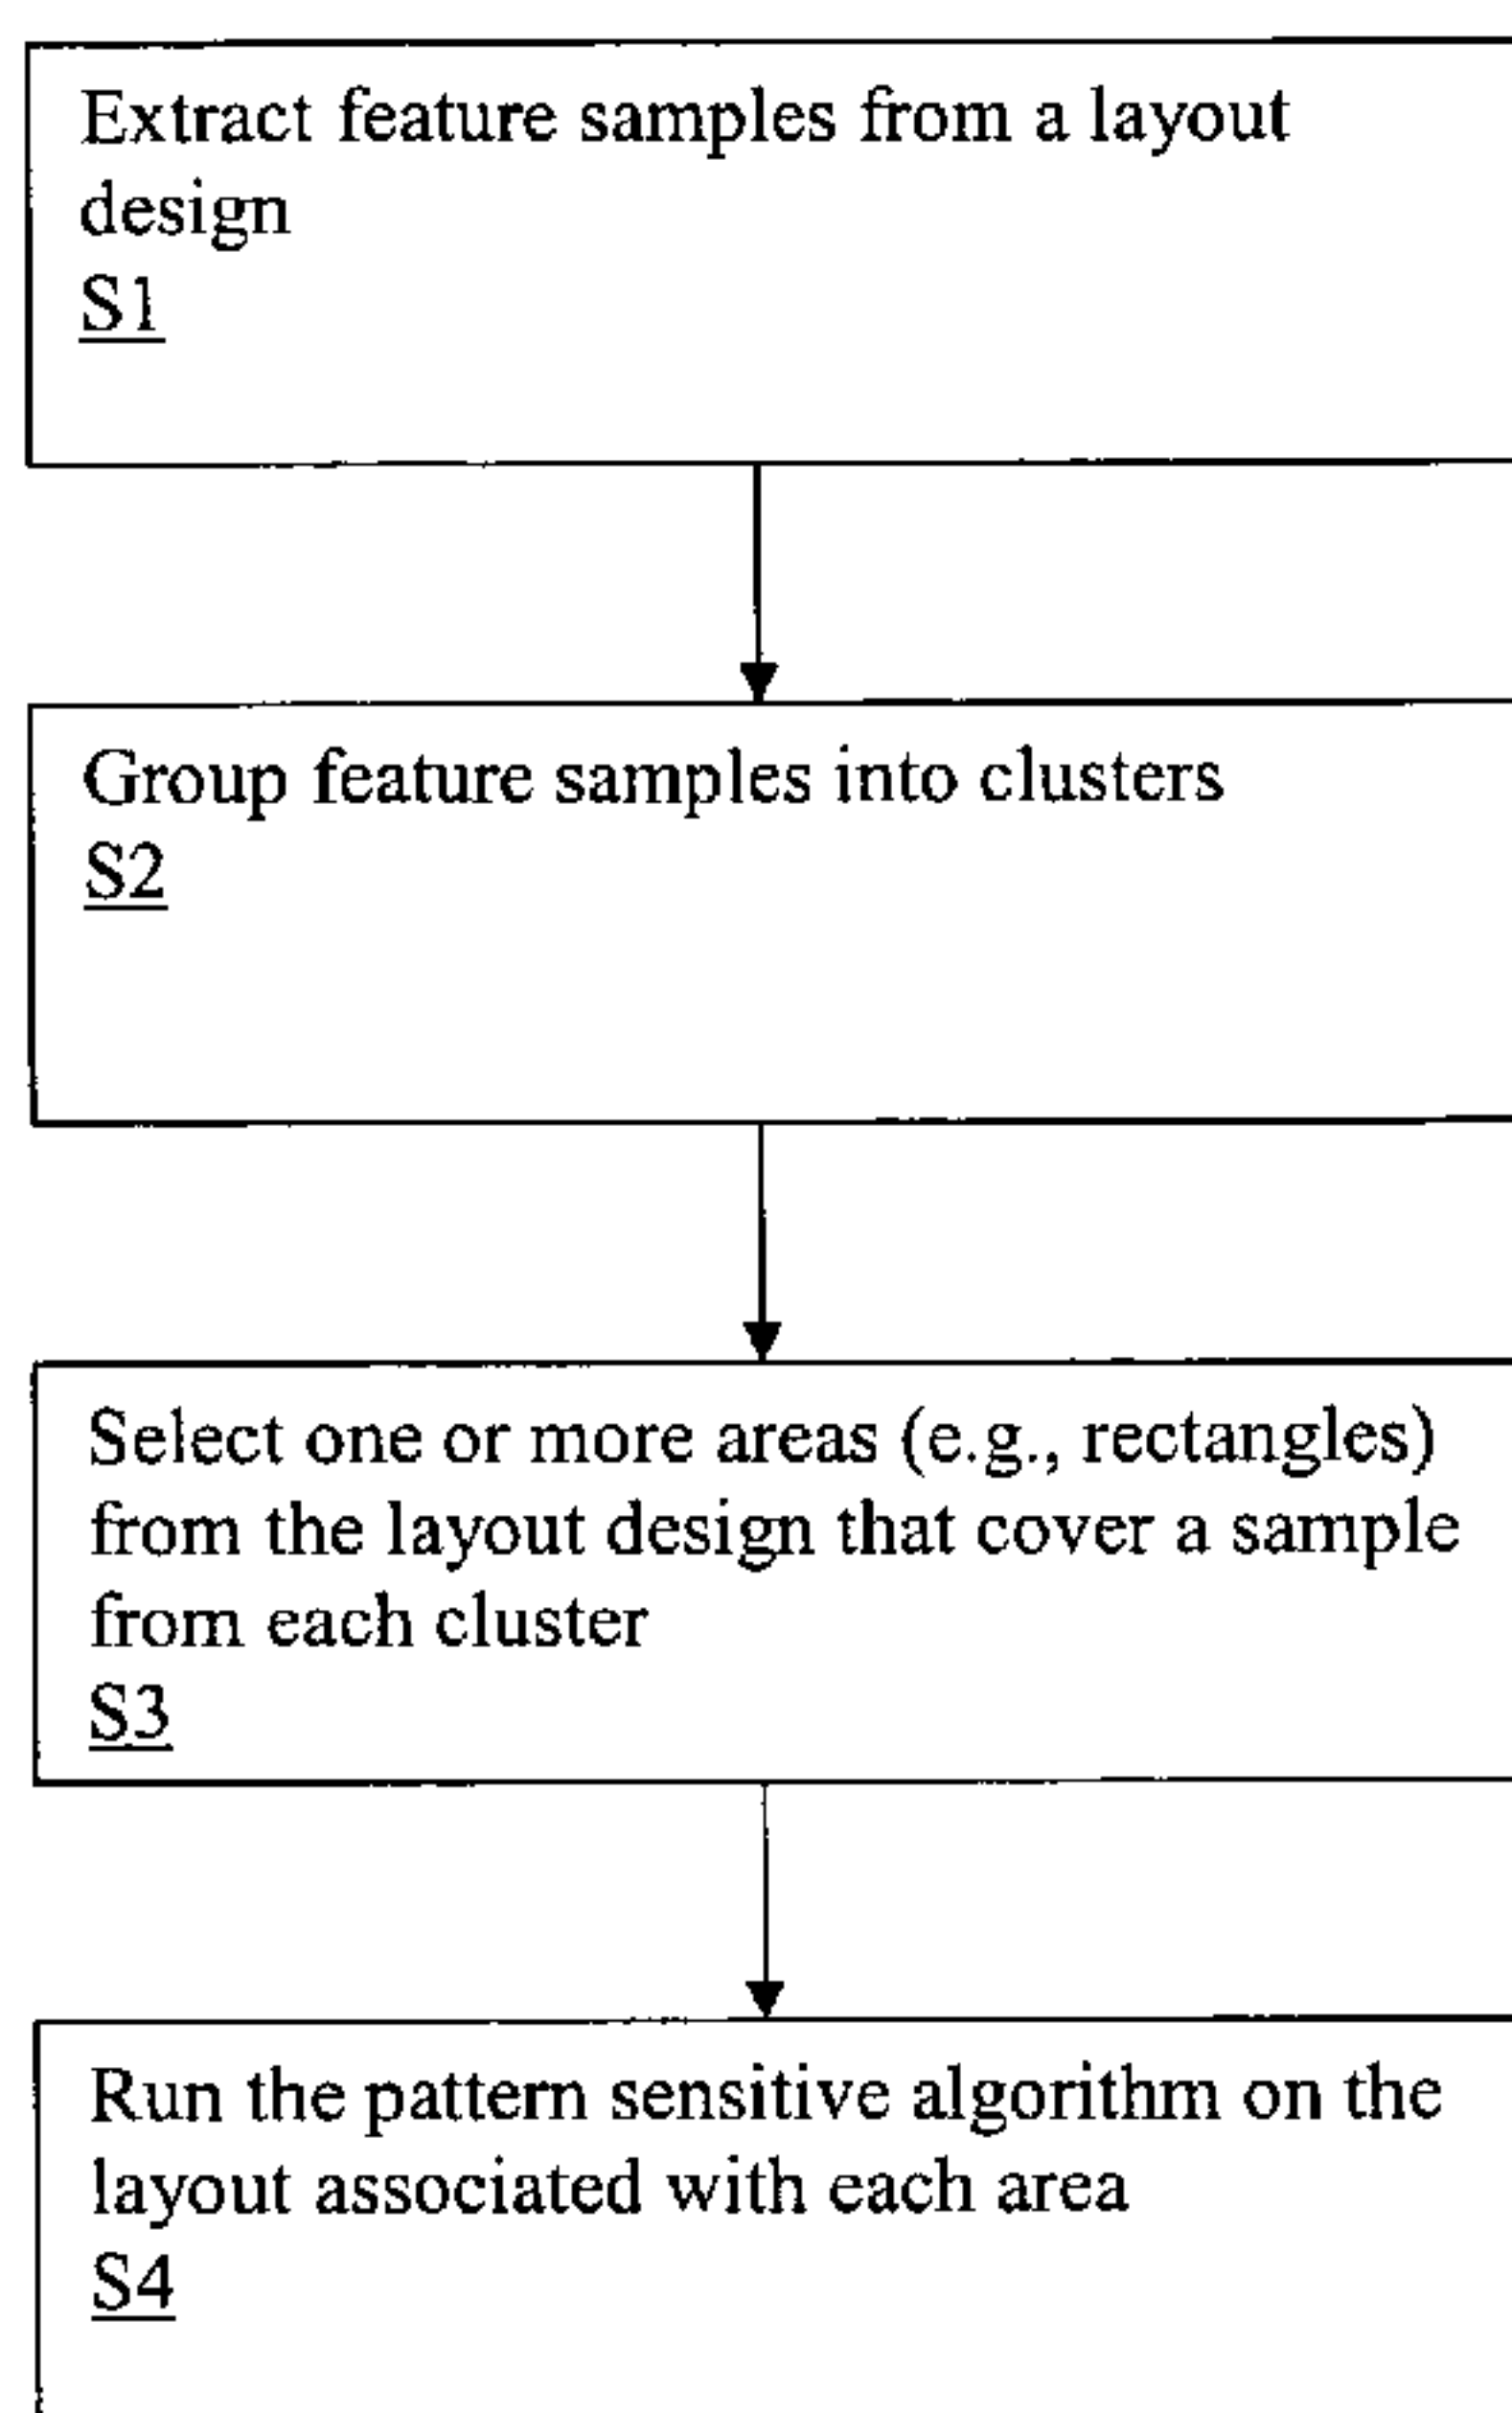 Extract feature samples from a layout
design
S1
Group feature samples into clusters
S2
Select one or more areas (e.g., rectangles)
from the layout design that cover a sample
from each cluster
S3
Run the pattern sensitive algorithm on the
layout associated with each area
S4